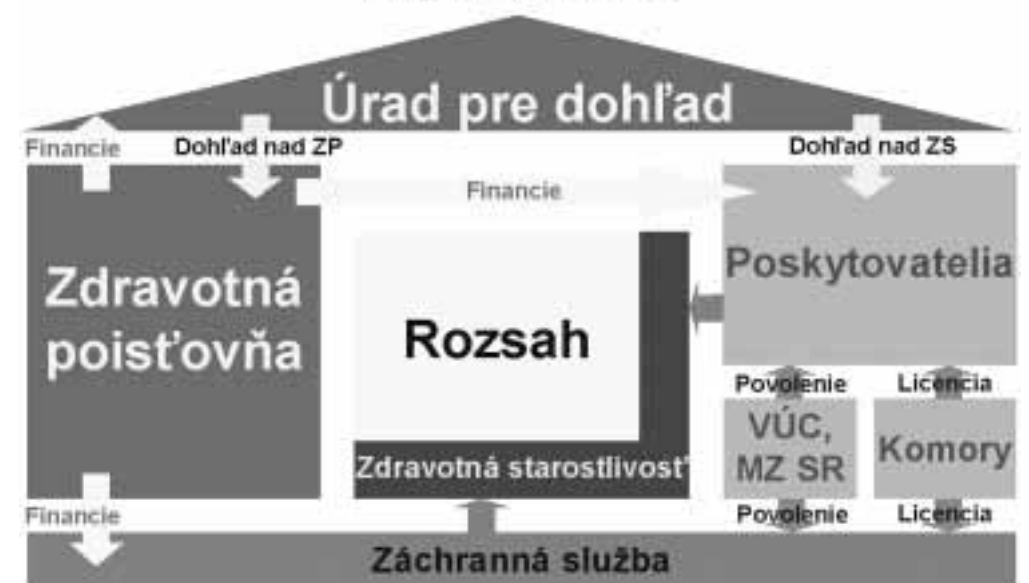 Úrad pre dohľad
Financie
Dohľad nad ZP
Dohľad nad ZS
Financie
Zdravotná
poisťovňa
Rozsah
Poskytovatelia
Povolenie
Licencia
VÚC,
MZ SR
Komory
Zdravotná starostlivosť
Financie
Povolenie
Licencia
Záchranná služba